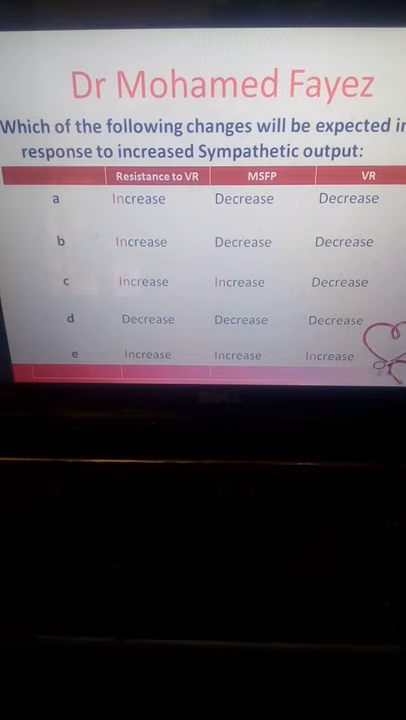 Dr Mohamed Fayez
Which of the following changes will be expected in
response to increased Sympathetic output:
Resistance to VR MSFP VR
a Increase Decrease Decrease
b Increase Decrease Decrease
c Increase Increase Decrease
d Decrease Decrease Decrease
e Increase Increase Increase
DELL